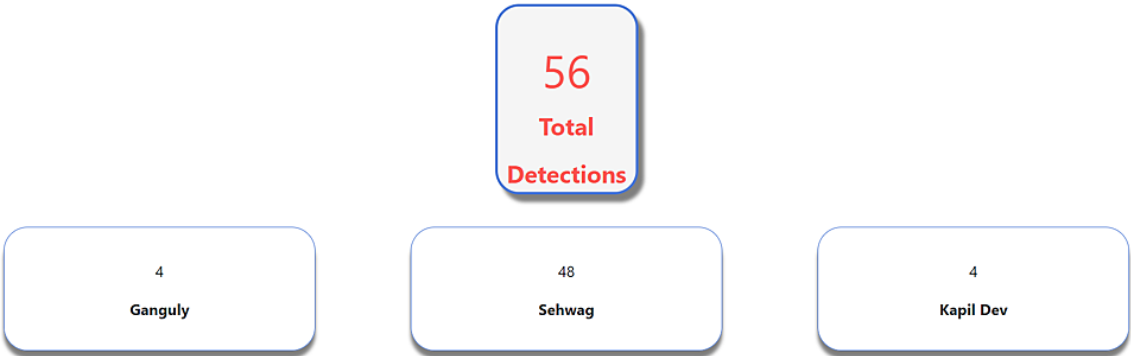 56
Total
Detections
4
Ganguly
48
Sehwag
4
Kapil Dev